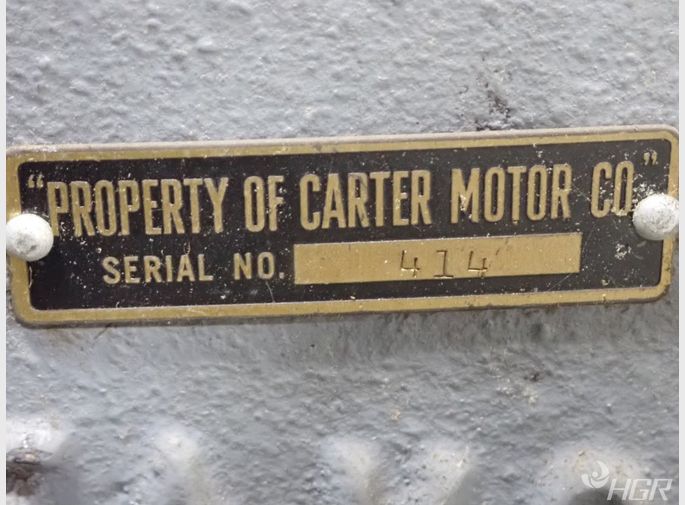 "PROPERTY OF CARTER MOTOR CO."
SERIAL NO. 414
HGR